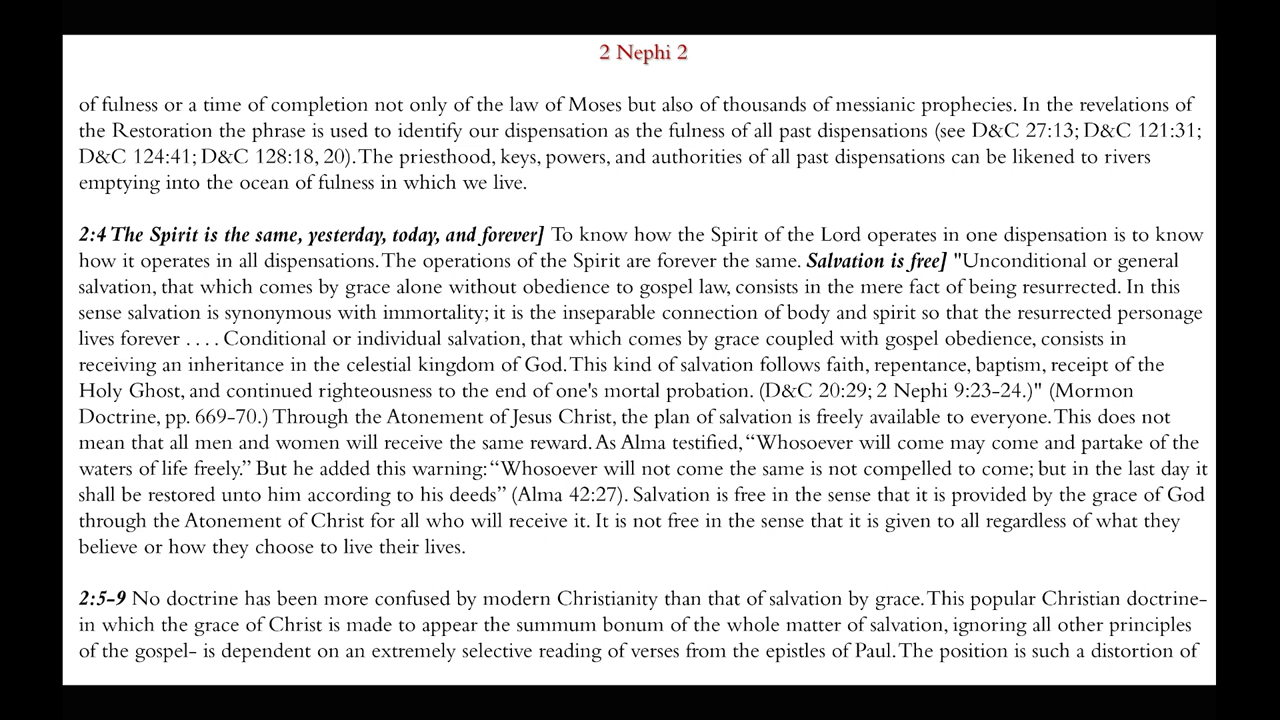 2 Nephi 2
of fulness or a time of completion not only of the law of Moses but also of thousands of messianic prophecies. In the revelations of
the Restoration the phrase is used to identify our dispensation as the fulness of all past dispensations (see D&C 27:13; D&C 121:31;
D&C 124:41; D&C 128:18, 20). The priesthood, keys, powers, and authorities of all past dispensations can be likened to rivers
emptying into the ocean of fulness in which we live.
2:4 The Spirit is the same, yesterday, today, and forever] To know how the Spirit of the Lord operates in one dispensation is to know
how it operates in all dispensations. The operations of the Spirit are forever the same. Salvation is free] "Unconditional or general
salvation, that which comes by grace alone without obedience to gospel law, consists in the mere fact of being resurrected. In this
sense salvation is synonymous with immortality; it is the inseparable connection of body and spirit so that the resurrected personage
lives forever . . . . Conditional or individual salvation, that which comes by grace coupled with gospel obedience, consists in
receiving an inheritance in the celestial kingdom of God. This kind of salvation follows faith, repentance, baptism, receipt of the
Holy Ghost, and continued righteousness to the end of one's mortal probation. (D&C 20:29; 2 Nephi 9:23-24.)" (Mormon
Doctrine, pp. 669-70.) Through the Atonement of Jesus Christ, the plan of salvation is freely available to everyone. This does not
mean that all men and women will receive the same reward. As Alma testified, “Whosoever will come may come and partake of the
waters of life freely.” But he added this warning: “Whosoever will not come the same is not compelled to come; but in the last day it
shall be restored unto him according to his deeds” (Alma 42:27). Salvation is free in the sense that it is provided by the grace of God
through the Atonement of Christ for all who will receive it. It is not free in the sense that it is given to all regardless of what they
believe or how they choose to live their lives.
2:5-9 No doctrine has been more confused by modern Christianity than that of salvation by grace. This popular Christian doctrine-
in which the grace of Christ is made to appear the summum bonum of the whole matter of salvation, ignoring all other principles
of the gospel- is dependent on an extremely selective reading of verses from the epistles of Paul. The position is such a distortion of